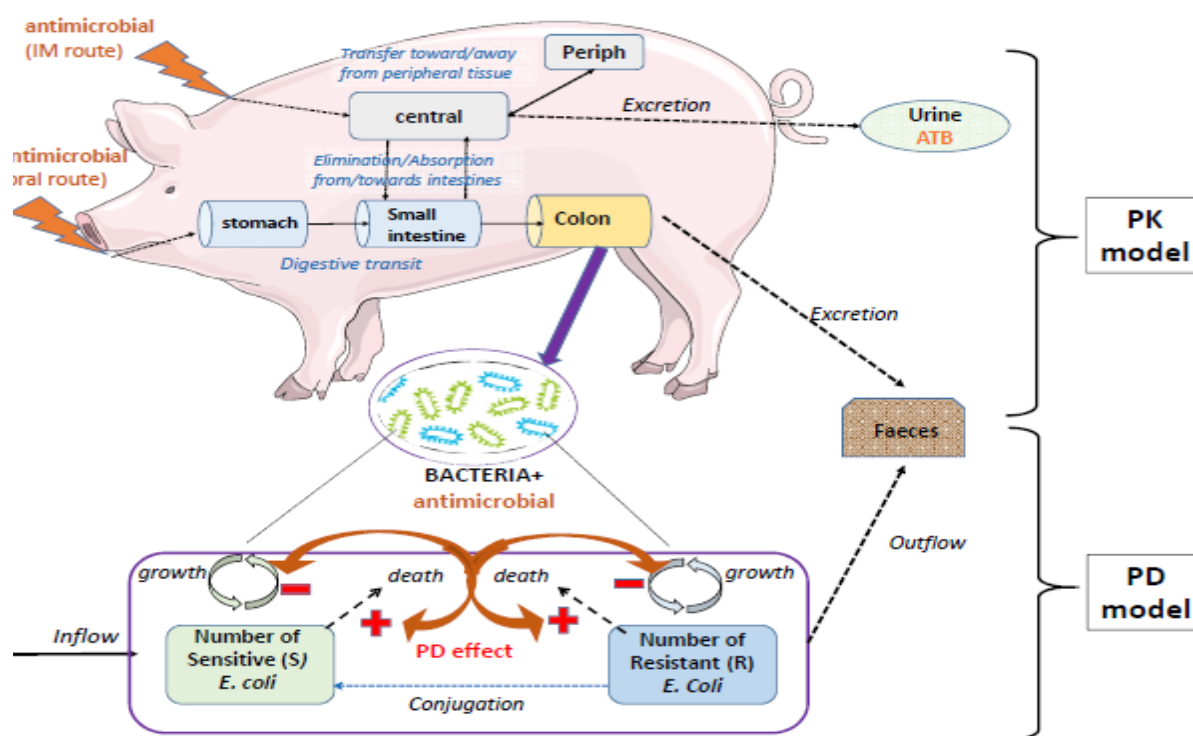 antimicrobial
(IM route)
Transfer toward/away
from peripheral tissue
Periph
central
Excretion
Urine
ATB
ntimicrobial
oral route)
Elimination/Absorption
from/towards intestines
stomach
Small
intestine
Colon
Digestive transit
PK
model
Excretion
Faeces
BACTERIA+
antimicrobial
Outflow
growth
death
death
growth
PD
model
Inflow
Number of
Sensitive (S)
E. coli
PD effect
Number of
Resistant (R)
E. Coli
Conjugation